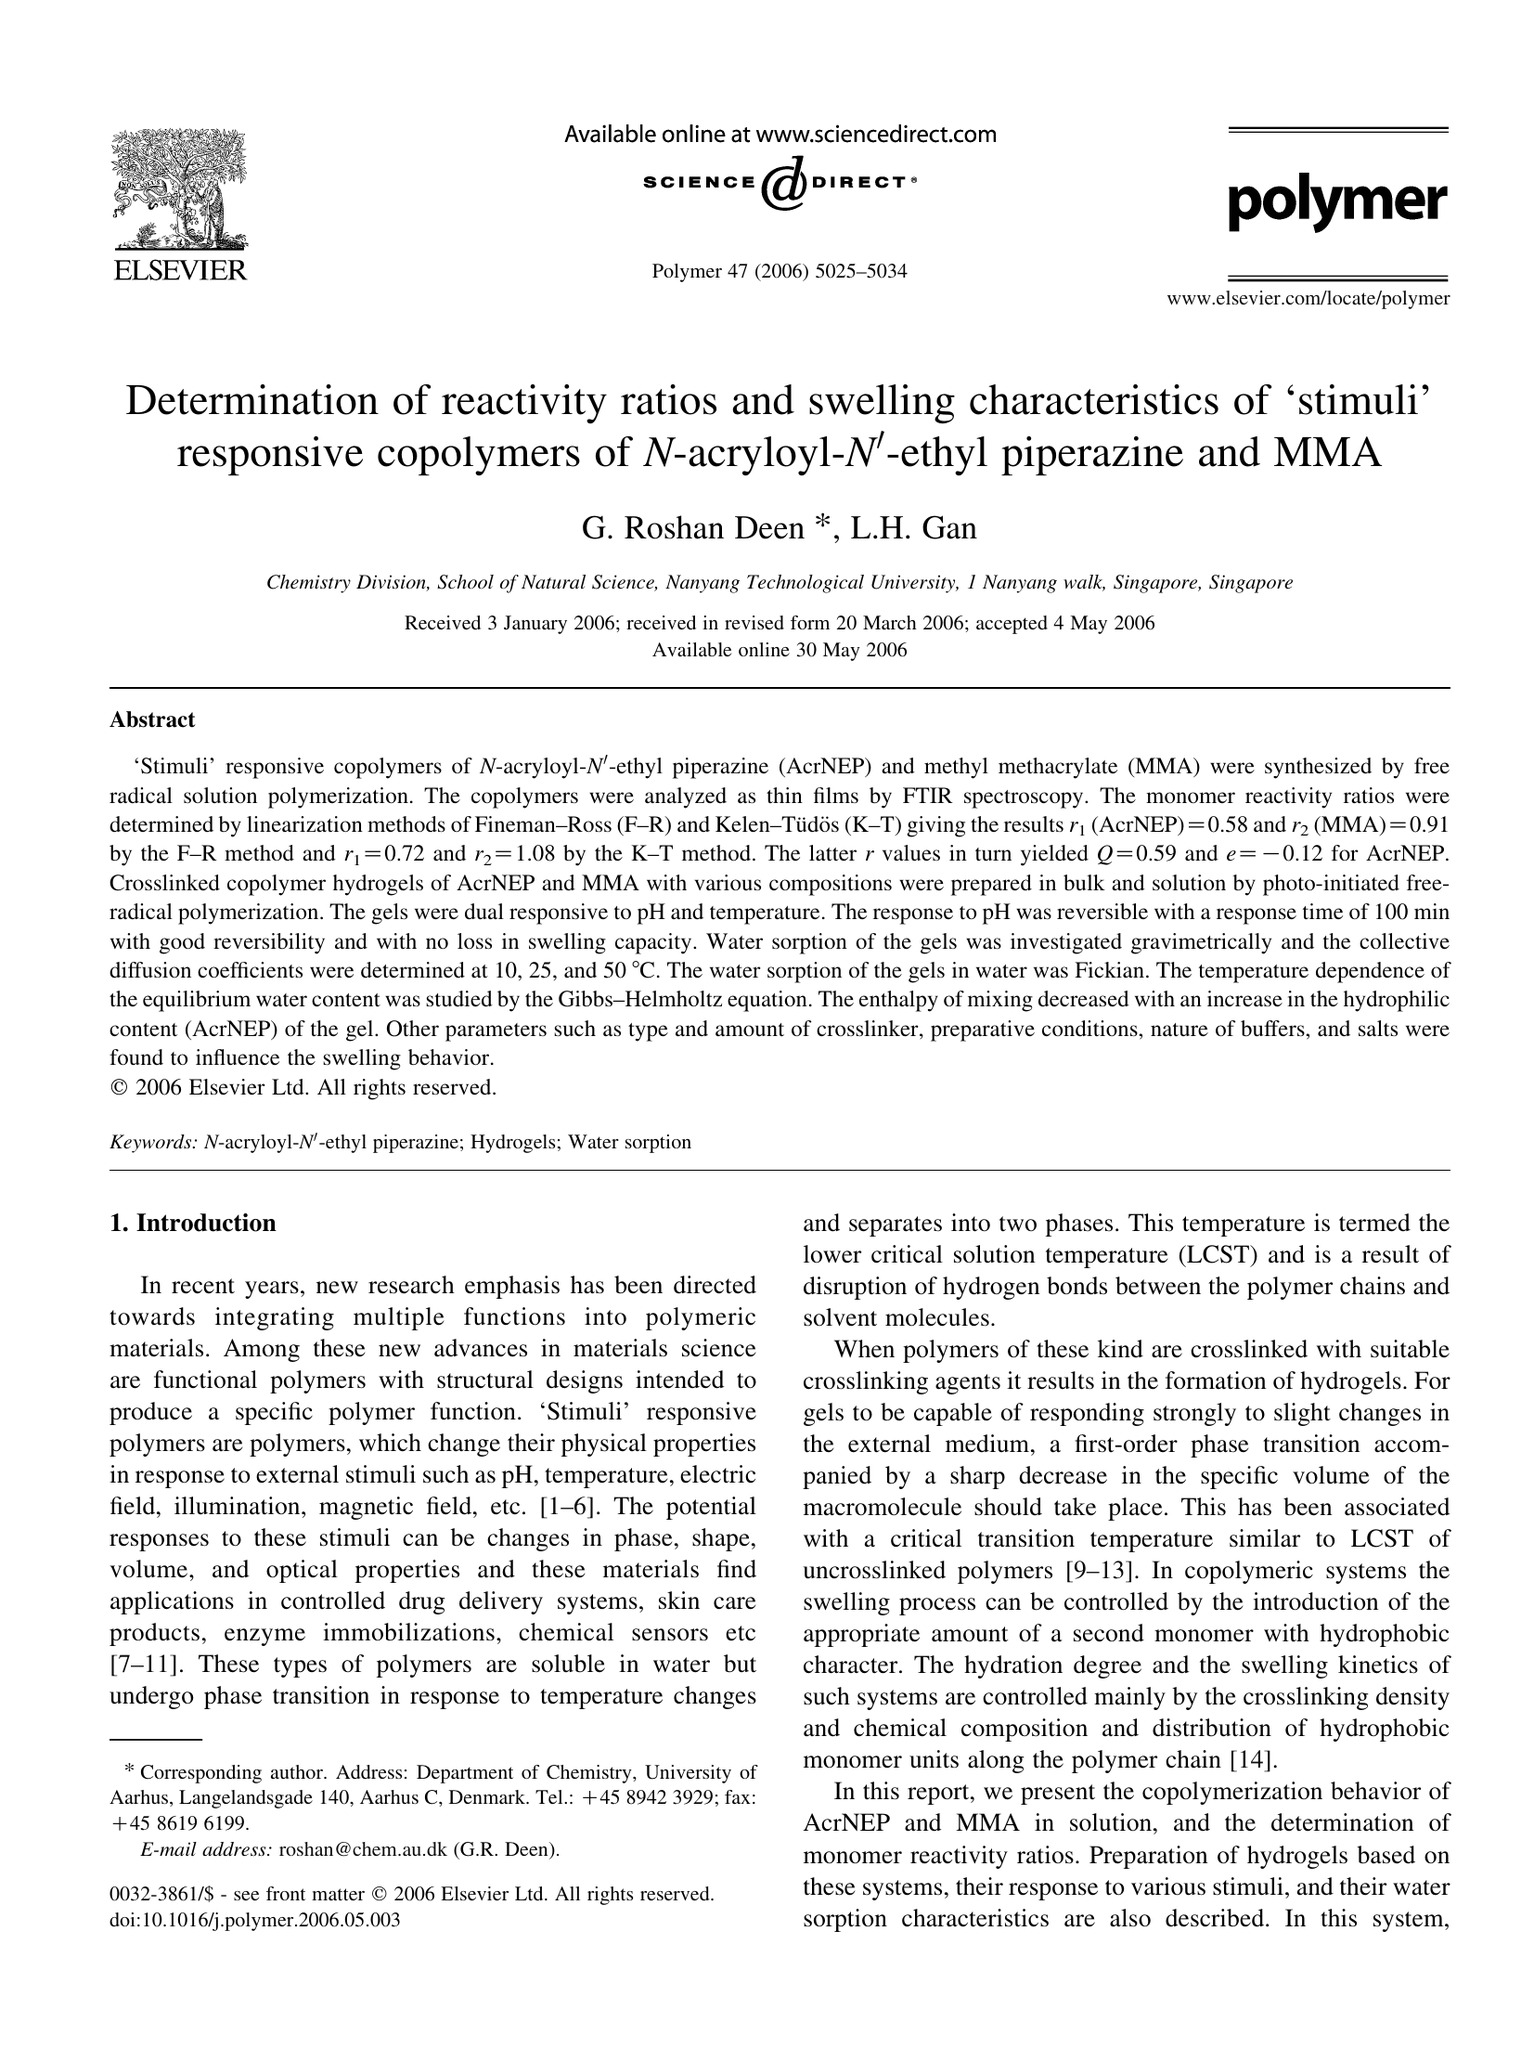 Available online at www.sciencedirect.com
SCIENCE DIRECT®
polymer
ELSEVIER
Polymer 47 (2006) 5025–5034
www.elsevier.com/locate/polymer
Determination of reactivity ratios and swelling characteristics of ‘stimuli’
responsive copolymers of N-acryloyl-N′-ethyl piperazine and MMA
G. Roshan Deen *, L.H. Gan
Chemistry Division, School of Natural Science, Nanyang Technological University, 1 Nanyang walk, Singapore, Singapore
Received 3 January 2006; received in revised form 20 March 2006; accepted 4 May 2006
Available online 30 May 2006
Abstract
‘Stimuli’ responsive copolymers of N-acryloyl-N′-ethyl piperazine (AcrNEP) and methyl methacrylate (MMA) were synthesized by free
radical solution polymerization. The copolymers were analyzed as thin films by FTIR spectroscopy. The monomer reactivity ratios were
determined by linearization methods of Fineman–Ross (F–R) and Kelen–Tüdös (K–T) giving the results r1 (AcrNEP)=0.58 and r2 (MMA)=0.91
by the F–R method and r1=0.72 and r2=1.08 by the K–T method. The latter r values in turn yielded Q=0.59 and e=−0.12 for AcrNEP.
Crosslinked copolymer hydrogels of AcrNEP and MMA with various compositions were prepared in bulk and solution by photo-initiated free-
radical polymerization. The gels were dual responsive to pH and temperature. The response to pH was reversible with a response time of 100 min
with good reversibility and with no loss in swelling capacity. Water sorption of the gels was investigated gravimetrically and the collective
diffusion coefficients were determined at 10, 25, and 50 °C. The water sorption of the gels in water was Fickian. The temperature dependence of
the equilibrium water content was studied by the Gibbs–Helmholtz equation. The enthalpy of mixing decreased with an increase in the hydrophilic
content (AcrNEP) of the gel. Other parameters such as type and amount of crosslinker, preparative conditions, nature of buffers, and salts were
found to influence the swelling behavior.
© 2006 Elsevier Ltd. All rights reserved.
Keywords: N-acryloyl-N′-ethyl piperazine; Hydrogels; Water sorption
1. Introduction
In recent years, new research emphasis has been directed
towards integrating multiple functions into polymeric
materials. Among these new advances in materials science
are functional polymers with structural designs intended to
produce a specific polymer function. ‘Stimuli’ responsive
polymers are polymers, which change their physical properties
in response to external stimuli such as pH, temperature, electric
field, illumination, magnetic field, etc. [1–6]. The potential
responses to these stimuli can be changes in phase, shape,
volume, and optical properties and these materials find
applications in controlled drug delivery systems, skin care
products, enzyme immobilizations, chemical sensors etc
[7–11]. These types of polymers are soluble in water but
undergo phase transition in response to temperature changes
* Corresponding author. Address: Department of Chemistry, University of
Aarhus, Langelandsgade 140, Aarhus C, Denmark. Tel.: +45 8942 3929; fax:
+45 8619 6199.
E-mail address: roshan@chem.au.dk (G.R. Deen).
0032-3861/$ - see front matter © 2006 Elsevier Ltd. All rights reserved.
doi:10.1016/j.polymer.2006.05.003
and separates into two phases. This temperature is termed the
lower critical solution temperature (LCST) and is a result of
disruption of hydrogen bonds between the polymer chains and
solvent molecules.
When polymers of these kind are crosslinked with suitable
crosslinking agents it results in the formation of hydrogels. For
gels to be capable of responding strongly to slight changes in
the external medium, a first-order phase transition accom-
panied by a sharp decrease in the specific volume of the
macromolecule should take place. This has been associated
with a critical transition temperature similar to LCST of
uncrosslinked polymers [9–13]. In copolymeric systems the
swelling process can be controlled by the introduction of the
appropriate amount of a second monomer with hydrophobic
character. The hydration degree and the swelling kinetics of
such systems are controlled mainly by the crosslinking density
and chemical composition and distribution of hydrophobic
monomer units along the polymer chain [14].
In this report, we present the copolymerization behavior of
AcrNEP and MMA in solution, and the determination of
monomer reactivity ratios. Preparation of hydrogels based on
these systems, their response to various stimuli, and their water
sorption characteristics are also described. In this system,